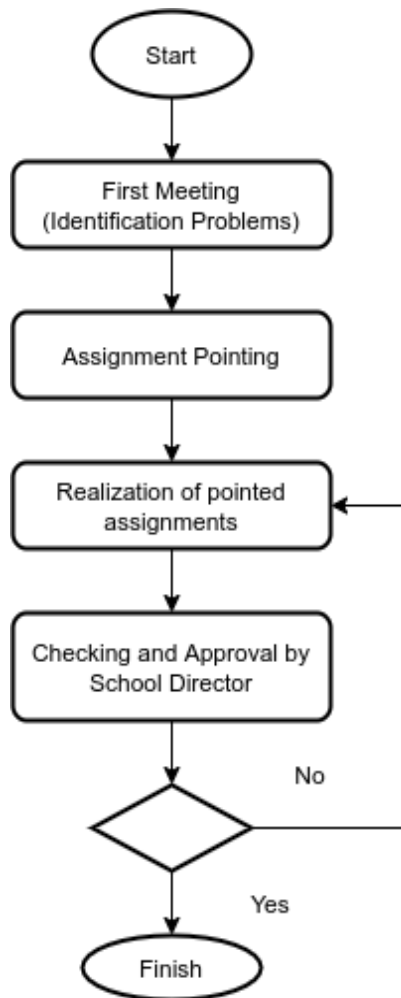 Start
First Meeting
(Identification Problems)
Assignment Pointing
Realization of pointed
assignments
Checking and Approval by
School Director
No
Yes
Finish